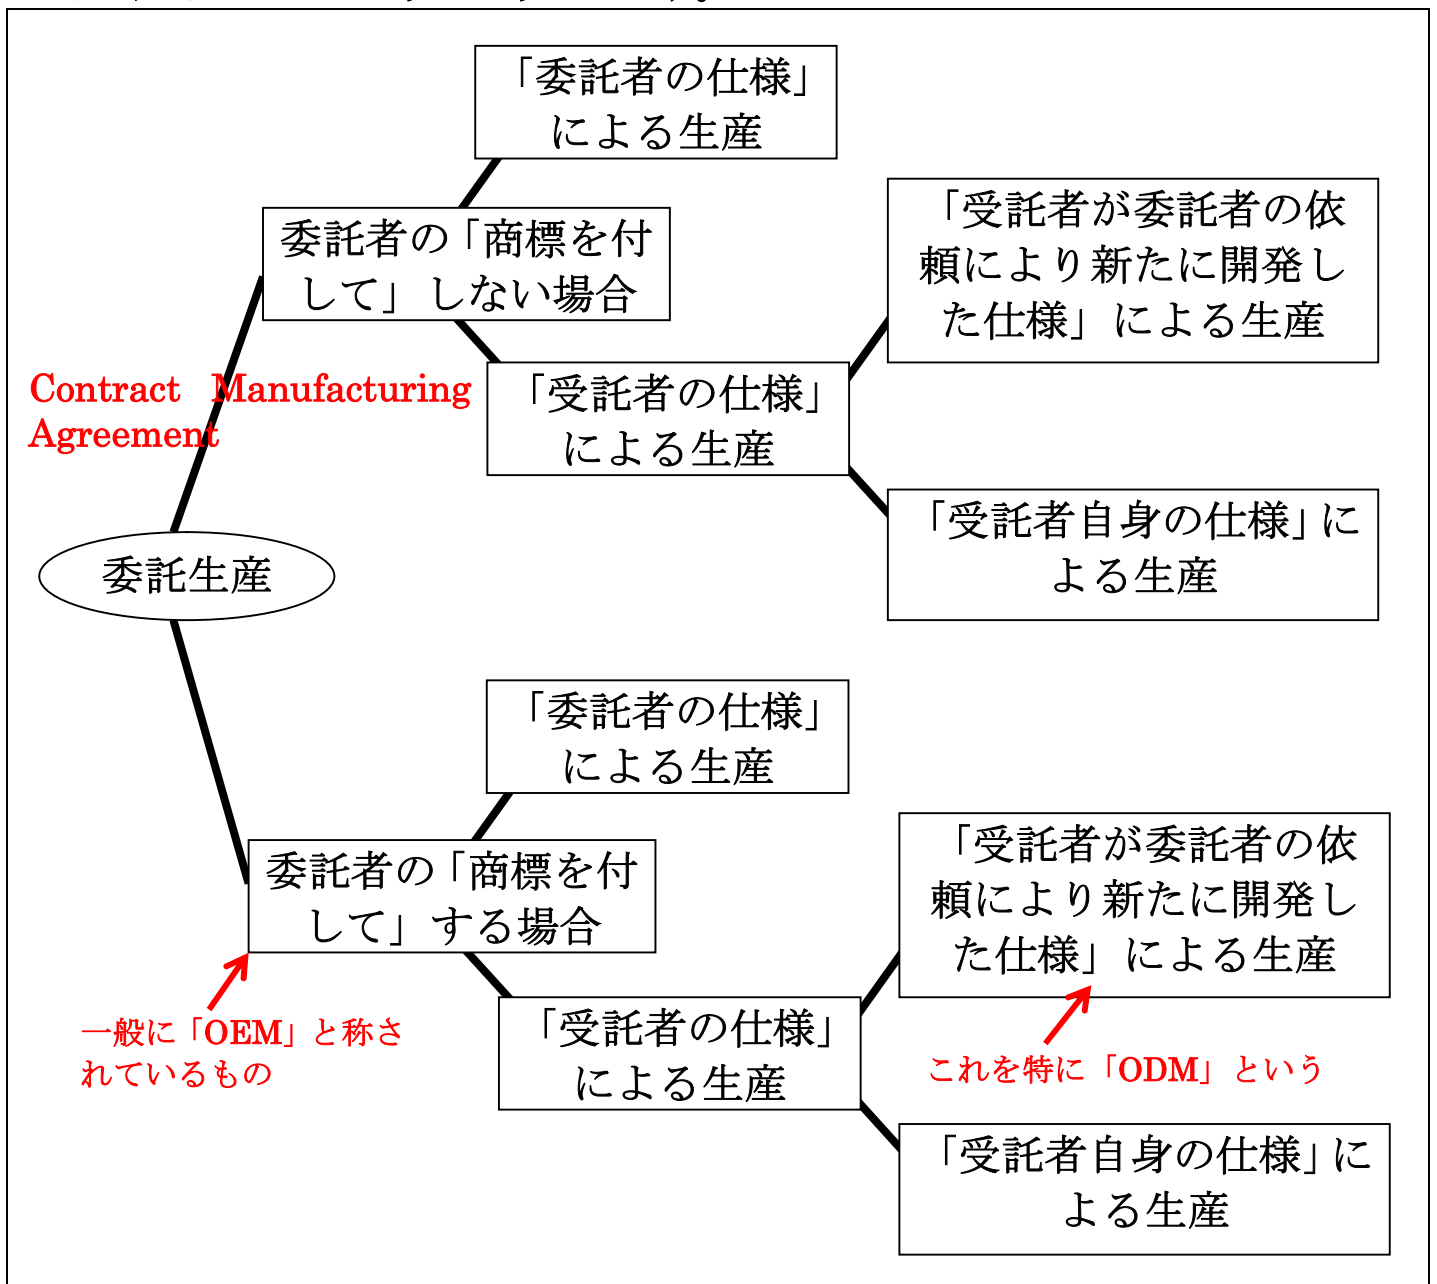 「委託者の仕様」
による生産
「受託者が委託者の依
頼により新たに開発し
た仕様」による生産
委託者の「商標を付
して」しない場合
Contract Manufacturing
Agreement
「受託者の仕様」
による生産
「受託者自身の仕様」に
よる生産
委託生産
「委託者の仕様」
による生産
「受託者が委託者の依
頼により新たに開発し
た仕様」による生産
委託者の「商標を付
して」する場合
一般に「OEM」と称さ
れているもの
「受託者の仕様」
による生産
これを特に「ODM」という
「受託者自身の仕様」に
よる生産